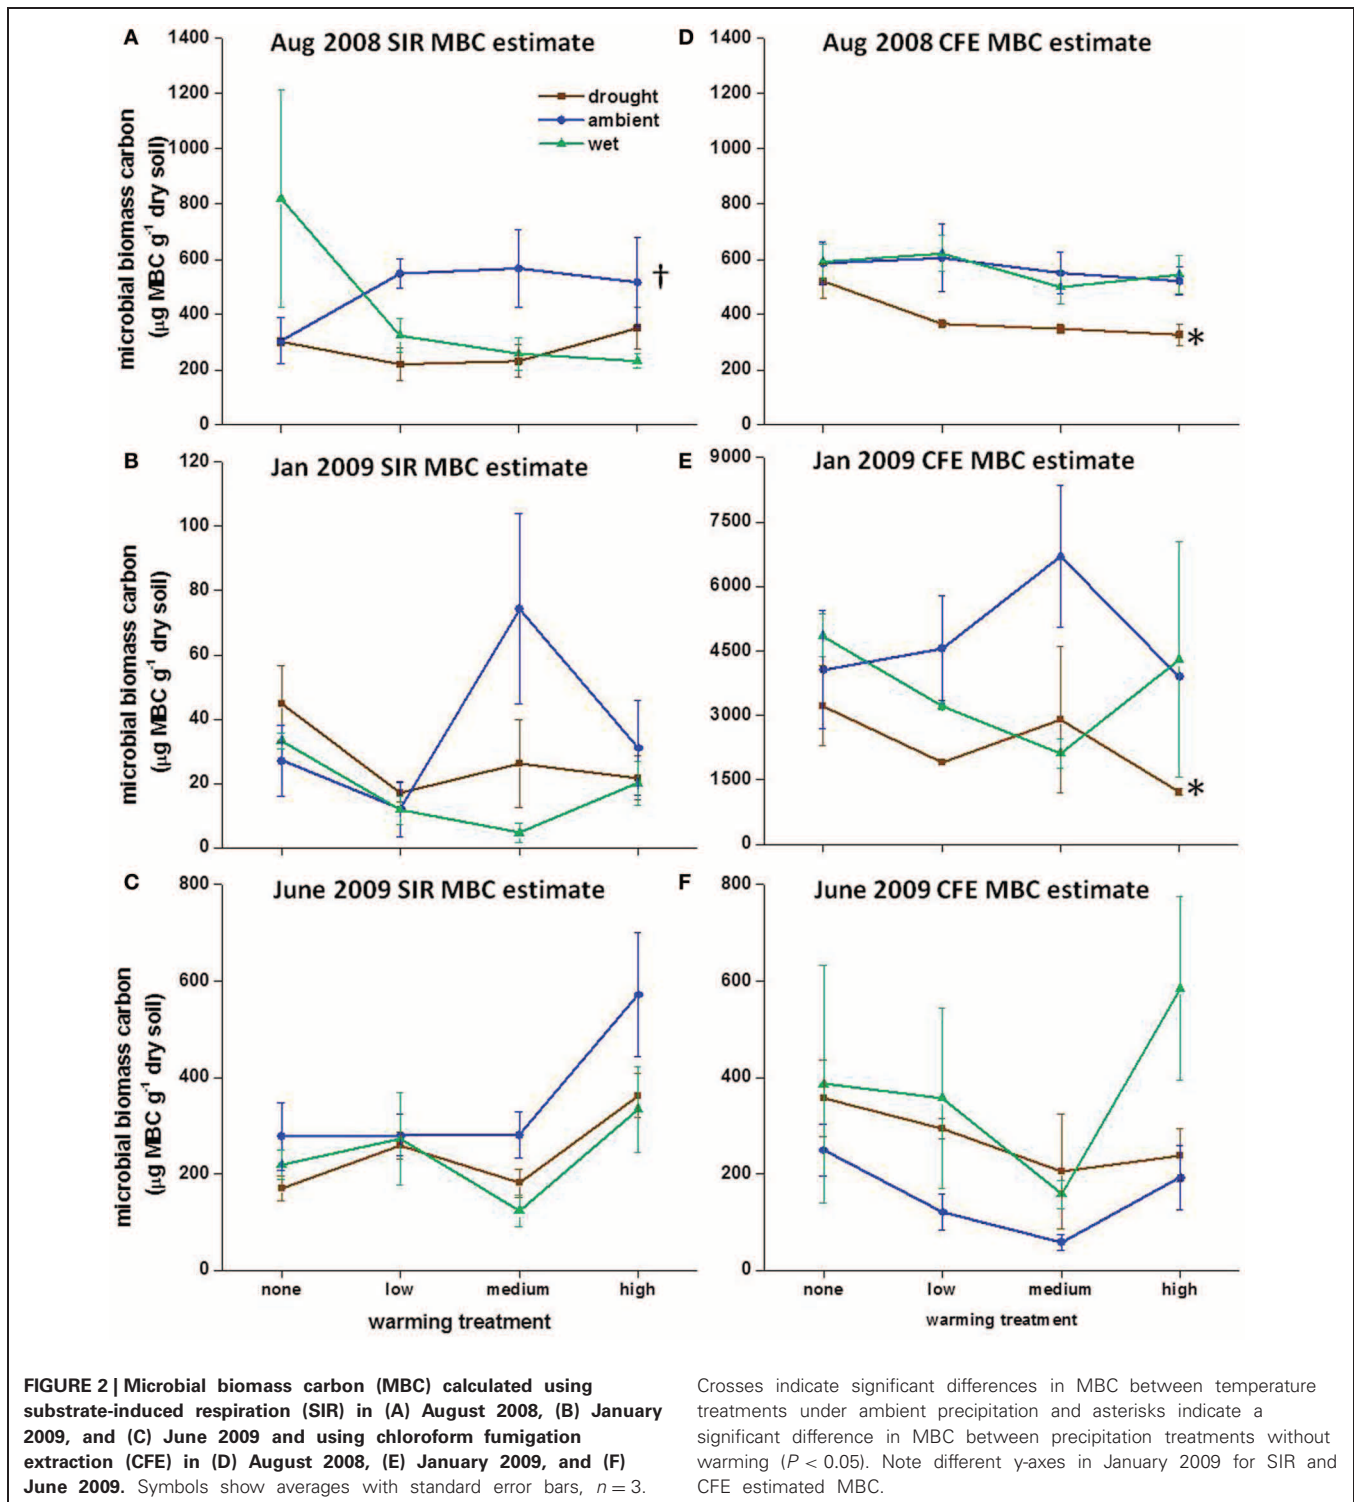 A
Aug 2008 SIR MBC estimate
1400
1200
1000
800
600
400
200
0
microbial biomass carbon
(µg MBC g⁻¹ dry soil)
drought
ambient
wet
†
D
Aug 2008 CFE MBC estimate
1400
1200
1000
800
600
400
200
0
*
B
Jan 2009 SIR MBC estimate
120
100
80
60
40
20
0
microbial biomass carbon
(µg MBC g⁻¹ dry soil)
E
Jan 2009 CFE MBC estimate
9000
7500
6000
4500
3000
1500
0
*
C
June 2009 SIR MBC estimate
800
600
400
200
0
microbial biomass carbon
(µg MBC g⁻¹ dry soil)
none low medium high
warming treatment
F
June 2009 CFE MBC estimate
800
600
400
200
0
none low medium high
warming treatment
FIGURE 2 | Microbial biomass carbon (MBC) calculated using
substrate-induced respiration (SIR) in (A) August 2008, (B) January
2009, and (C) June 2009 and using chloroform fumigation
extraction (CFE) in (D) August 2008, (E) January 2009, and (F)
June 2009. Symbols show averages with standard error bars, n = 3.
Crosses indicate significant differences in MBC between temperature
treatments under ambient precipitation and asterisks indicate a
significant difference in MBC between precipitation treatments without
warming (P < 0.05). Note different y-axes in January 2009 for SIR and
CFE estimated MBC.